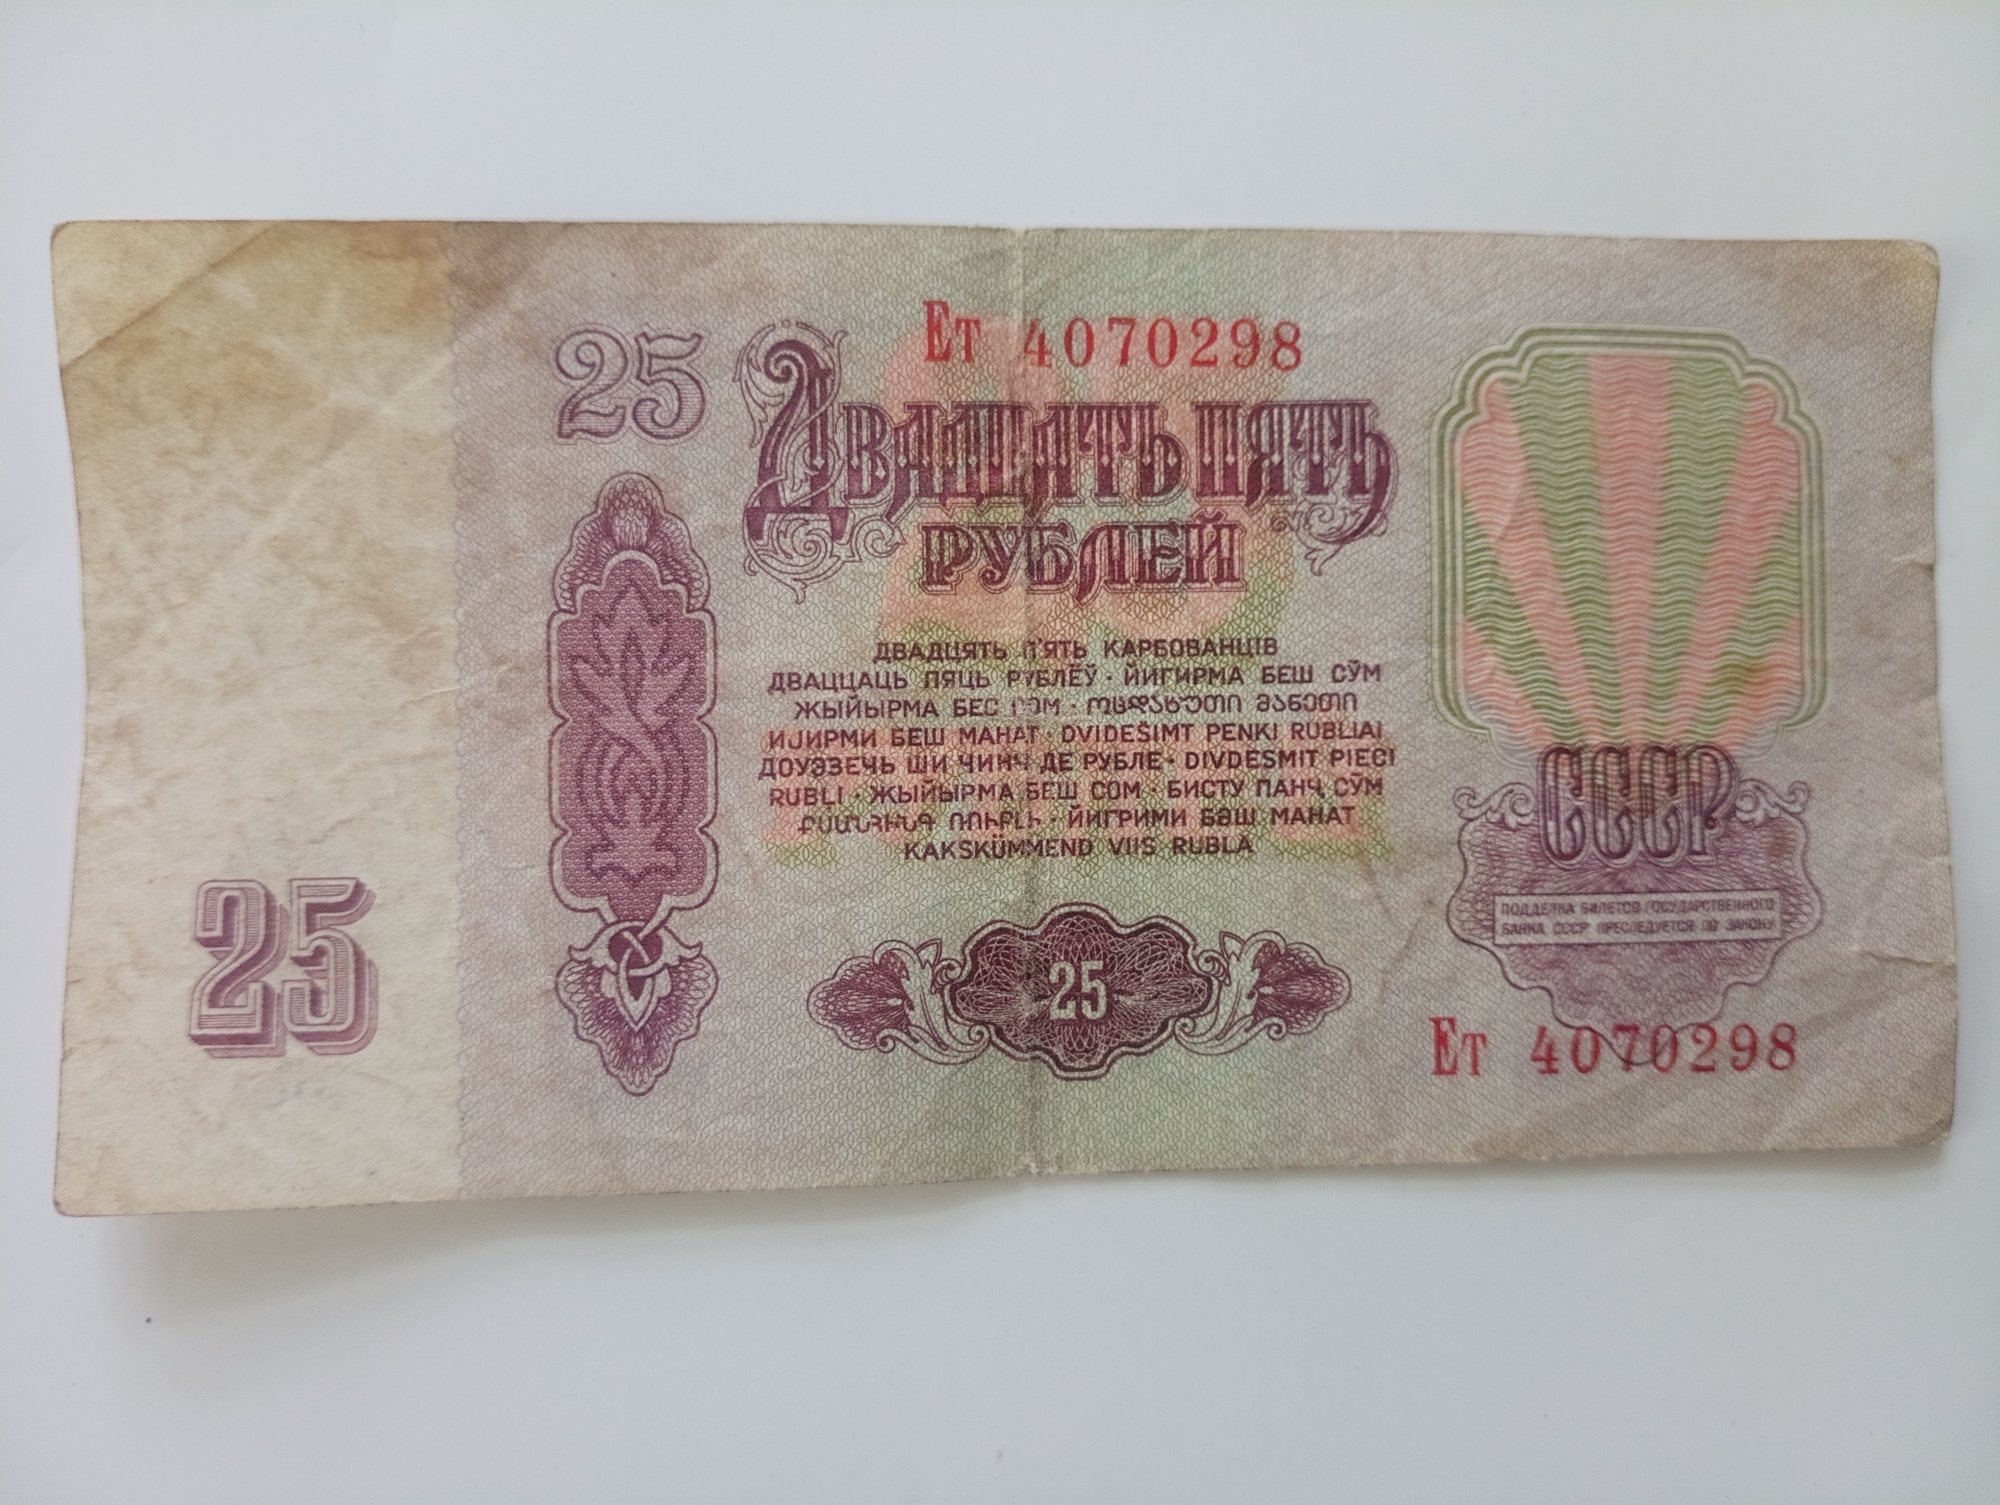 Ет 4070298
25
Двадцать пять
рублей
ДВАДЦЯТЬ П'ЯТЬ КАРБОВАНЦІВ
ДВАЦЦАЦЬ ПЯЦЬ РУБЛЁЎ · ЙИГИРМА БЕШ СЎМ
ЖЫЙЫРМА БЕС СОМ · ᲝᲪᲓᲐᲮᲣᲗᲘ ᲛᲐᲜᲔᲗᲘ
ИЈИРМИ БЕШ МАНАТ · DVIDEŠIMT PENKI RUBLIAI
ДОУЭЗЕЧЬ ШИ ЧИНЧ ДЕ РУБЛЕ · DIVDESMIT PIECI
RUBĻI · ЖЫЙЫРМА БЕШ СОМ · БИСТУ ПАНҶ СЎМ
ՔՍԱՆՀԻՆԳ ՌՈՒԲԼԻ · ЙИГРИМИ БӘШ МАНАТ
KAKSKÜMMEND VIIS RUBLA
СССР
ПОДДЕЛКА БИЛЕТОВ ГОСУДАРСТВЕННОГО
БАНКА СССР ПРЕСЛЕДУЕТСЯ ПО ЗАКОНУ
25
25
Ет 4070298